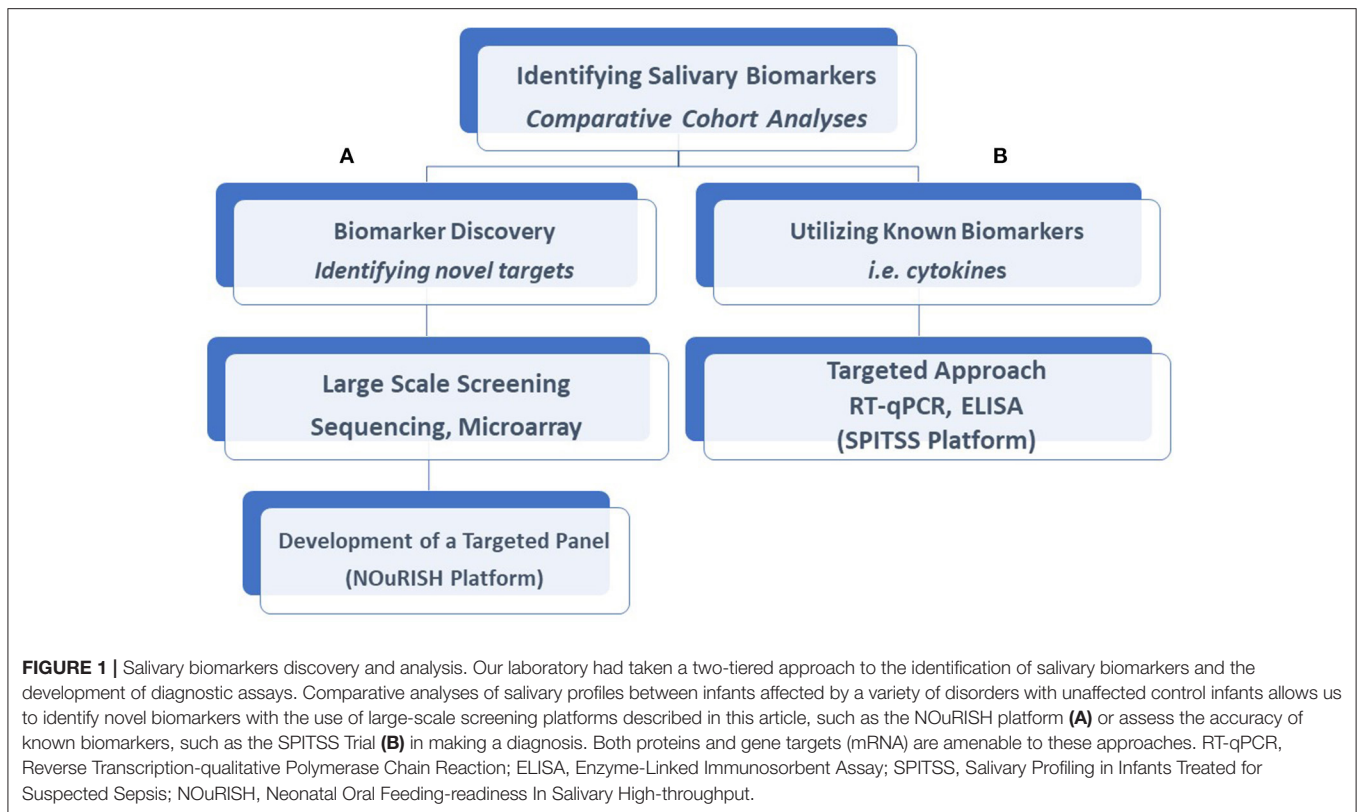 Identifying Salivary Biomarkers
Comparative Cohort Analyses
A
B
Biomarker Discovery
Identifying novel targets
Utilizing Known Biomarkers
i.e. cytokines
Large Scale Screening
Sequencing, Microarray
Targeted Approach
RT-qPCR, ELISA
(SPITSS Platform)
Development of a Targeted Panel
(NOuRISH Platform)
FIGURE 1 | Salivary biomarkers discovery and analysis. Our laboratory had taken a two-tiered approach to the identification of salivary biomarkers and the
development of diagnostic assays. Comparative analyses of salivary profiles between infants affected by a variety of disorders with unaffected control infants allows us
to identify novel biomarkers with the use of large-scale screening platforms described in this article, such as the NOuRISH platform (A) or assess the accuracy of
known biomarkers, such as the SPITSS Trial (B) in making a diagnosis. Both proteins and gene targets (mRNA) are amenable to these approaches. RT-qPCR,
Reverse Transcription-qualitative Polymerase Chain Reaction; ELISA, Enzyme-Linked Immunosorbent Assay; SPITSS, Salivary Profiling in Infants Treated for
Suspected Sepsis; NOuRISH, Neonatal Oral Feeding-readiness In Salivary High-throughput.